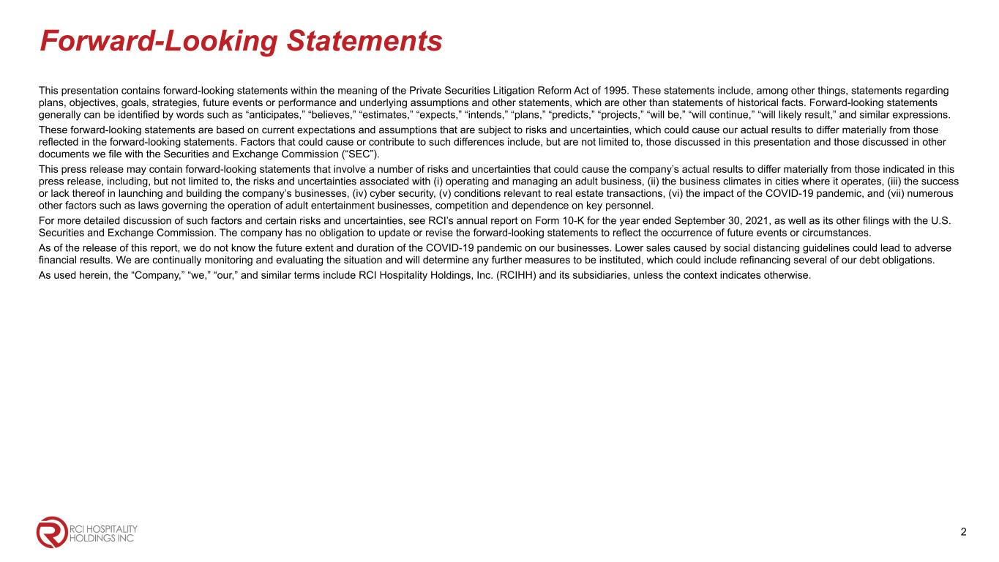 Forward-Looking Statements
This presentation contains forward-looking statements within the meaning of the Private Securities Litigation Reform Act of 1995. These statements include, among other things, statements regarding
plans, objectives, goals, strategies, future events or performance and underlying assumptions and other statements, which are other than statements of historical facts. Forward-looking statements
generally can be identified by words such as “anticipates,” “believes,” “estimates,” “expects,” “intends,” “plans,” “predicts,” “projects,” “will be,” “will continue,” “will likely result,” and similar expressions.
These forward-looking statements are based on current expectations and assumptions that are subject to risks and uncertainties, which could cause our actual results to differ materially from those
reflected in the forward-looking statements. Factors that could cause or contribute to such differences include, but are not limited to, those discussed in this presentation and those discussed in other
documents we file with the Securities and Exchange Commission (“SEC”).
This press release may contain forward-looking statements that involve a number of risks and uncertainties that could cause the company’s actual results to differ materially from those indicated in this
press release, including, but not limited to, the risks and uncertainties associated with (i) operating and managing an adult business, (ii) the business climates in cities where it operates, (iii) the success
or lack thereof in launching and building the company’s businesses, (iv) cyber security, (v) conditions relevant to real estate transactions, (vi) the impact of the COVID-19 pandemic, and (vii) numerous
other factors such as laws governing the operation of adult entertainment businesses, competition and dependence on key personnel.
For more detailed discussion of such factors and certain risks and uncertainties, see RCI’s annual report on Form 10-K for the year ended September 30, 2021, as well as its other filings with the U.S.
Securities and Exchange Commission. The company has no obligation to update or revise the forward-looking statements to reflect the occurrence of future events or circumstances.
As of the release of this report, we do not know the future extent and duration of the COVID-19 pandemic on our businesses. Lower sales caused by social distancing guidelines could lead to adverse
financial results. We are continually monitoring and evaluating the situation and will determine any further measures to be instituted, which could include refinancing several of our debt obligations.
As used herein, the “Company,” “we,” “our,” and similar terms include RCI Hospitality Holdings, Inc. (RCIHH) and its subsidiaries, unless the context indicates otherwise.
RCI HOSPITALITY
HOLDINGS INC
2